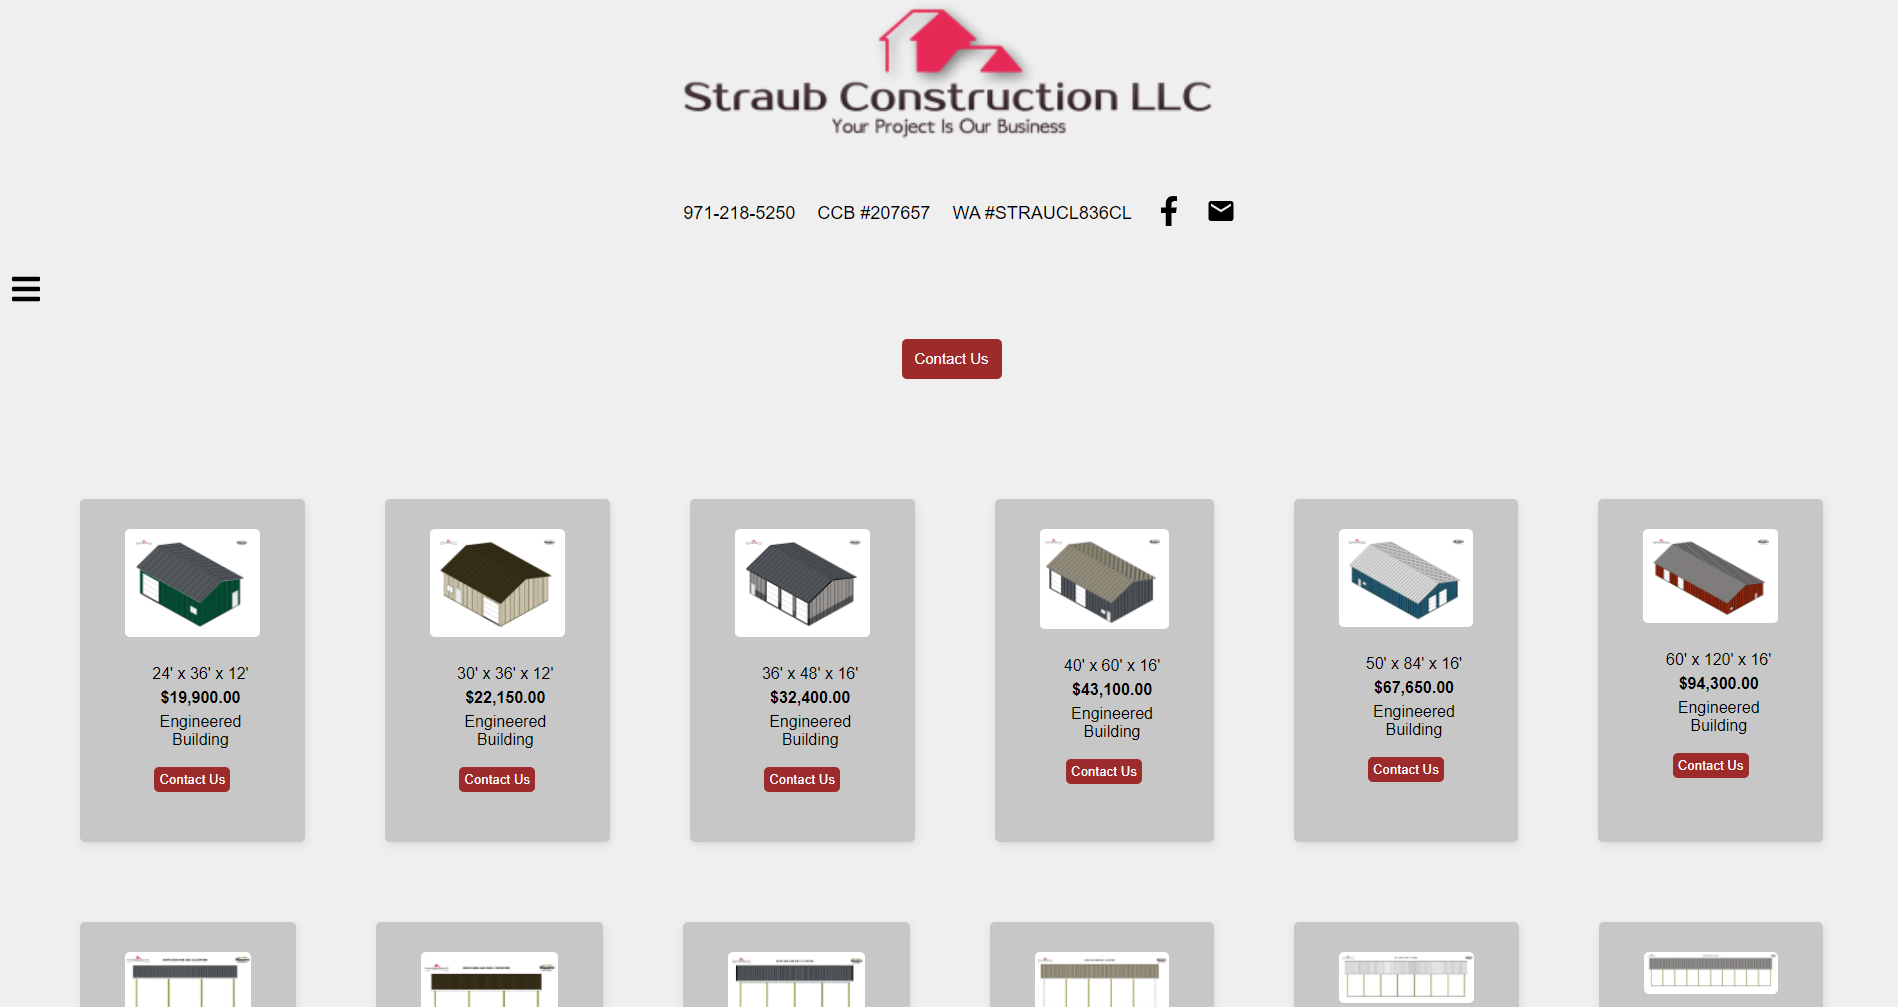 Straub Construction LLC
Your Project Is Our Business
971-218-5250 CCB #207657 WA #STRAUCL836CL
Contact Us
24' x 36' x 12'
$19,900.00
Engineered
Building
Contact Us
30' x 36' x 12'
$22,150.00
Engineered
Building
Contact Us
36' x 48' x 16'
$32,400.00
Engineered
Building
Contact Us
40' x 60' x 16'
$43,100.00
Engineered
Building
Contact Us
50' x 84' x 16'
$67,650.00
Engineered
Building
Contact Us
60' x 120' x 16'
$94,300.00
Engineered
Building
Contact Us